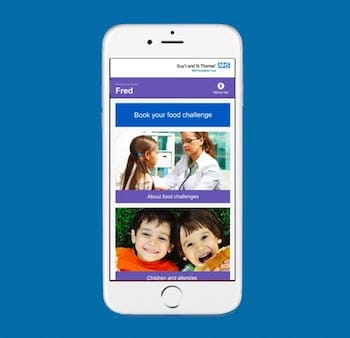 Guy's and St Thomas' NHS
NHS Foundation Trust
Fred
About me
Book your food challenge
About food challenges
Children and allergies